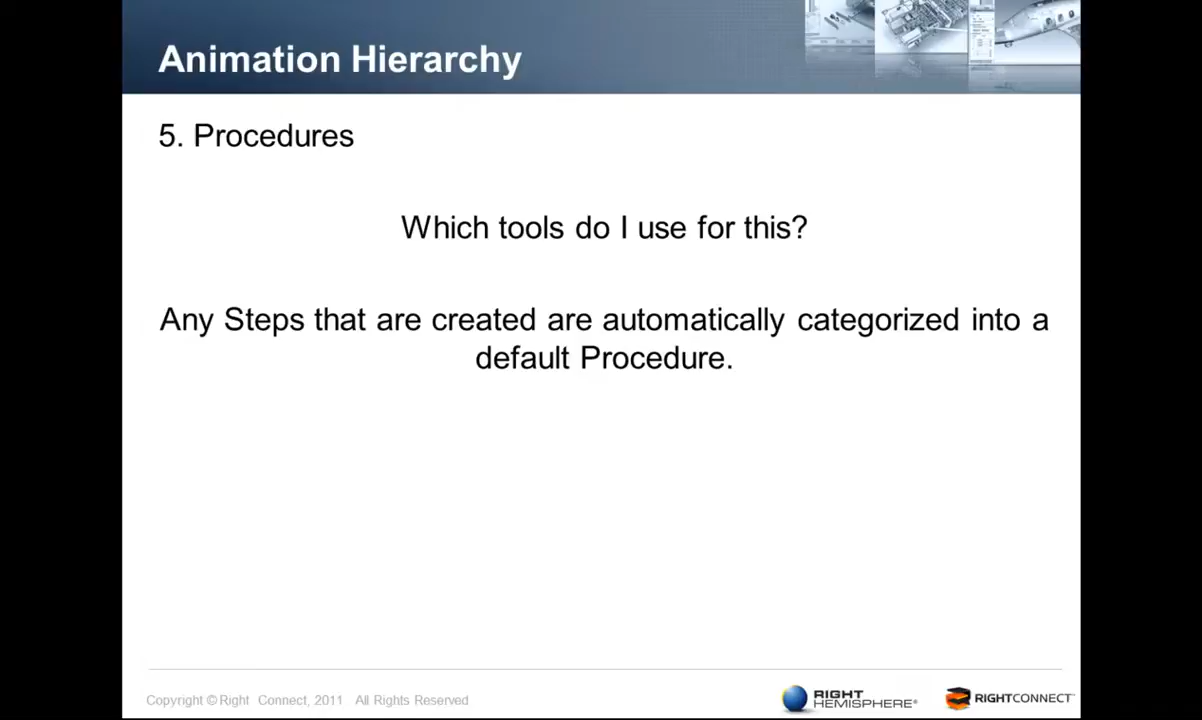 Animation Hierarchy
5. Procedures
Which tools do I use for this?
Any Steps that are created are automatically categorized into a
default Procedure.
Copyright © Right Connect, 2011 All Rights Reserved
RIGHT
HEMISPHERE®
RIGHTCONNECT™